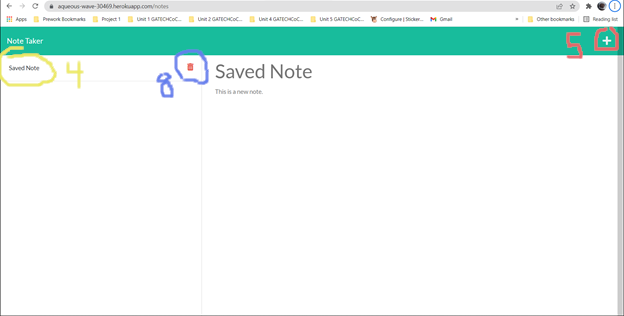 aqueous-wave-30469.herokuapp.com/notes
Apps Prework Bookmarks Project 1 Unit 1 GATECHCoC... Unit 2 GATECHCoC... Unit 4 GATECHCoC... Unit 5 GATECHCoC... Configure | Sticker... Gmail » Other bookmarks Reading list
Note Taker 5 +
Saved Note 4 8 Saved Note
This is a new note.